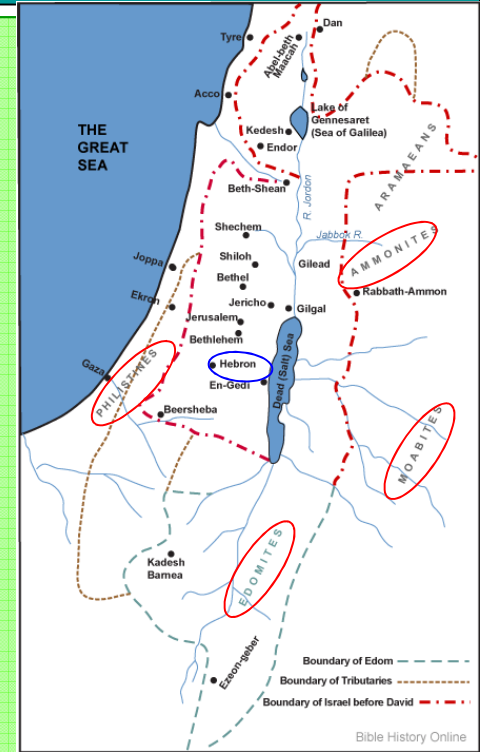 Dan
Tyre
Abel-beth
Maacah
Acco
Lake of
Gennesaret
(Sea of Galilea)
THE
GREAT
SEA
Kedesh
Endor
ARAMAEANS
Beth-Shean
R. Jordon
Shechem
Jabbok R.
AMMONITES
Joppa
Shiloh
Gilead
Bethel
Rabbath-Ammon
Ekron
Jericho
Gilgal
Jerusalem
Bethlehem
Gaza
PHILISTINES
Hebron
Dead (Salt) Sea
En-Gedi
Beersheba
MOABITES
Kadesh
Barnea
EDOMITES
Ezeon-geber
Boundary of Edom
Boundary of Tributaries
Boundary of Israel before David
Bible History Online